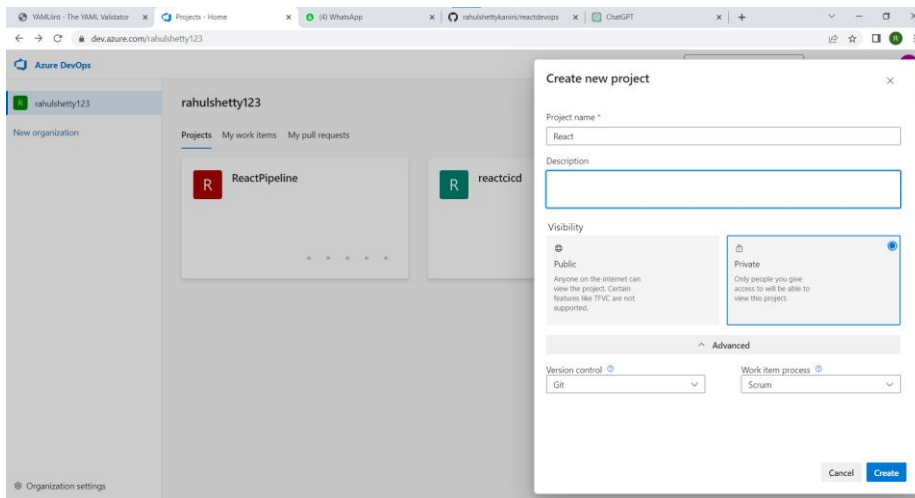 YAMLlint - The YAML Validator
Projects - Home
(4) WhatsApp
rahulshettykanini/reactdevops
ChatGPT
dev.azure.com/rahulshetty123
R
Azure DevOps
R
rahulshetty123
New organization
rahulshetty123
Projects
My work items
My pull requests
R
ReactPipeline
R
reactcicd
Organization settings
Create new project
Project name *
React
Description
Visibility
Public
Anyone on the internet can
view the project. Certain
features like TFVC are not
supported.
Private
Only people you give
access to will be able to
view this project.
Advanced
Version control
Git
Work item process
Scrum
Cancel
Create